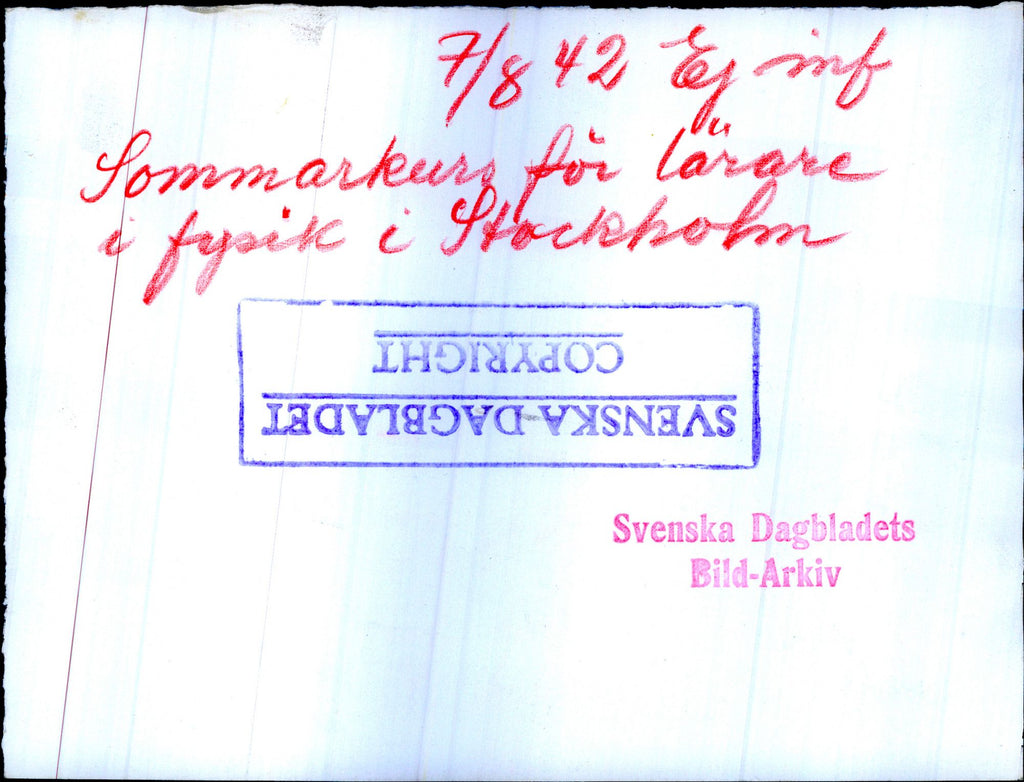 7/8 42 Ej inf
Sommarkurs för lärare
i fysik i Stockholm
SVENSKA DAGBLADET
COPYRIGHT
Svenska Dagbladets
Bild-Arkiv